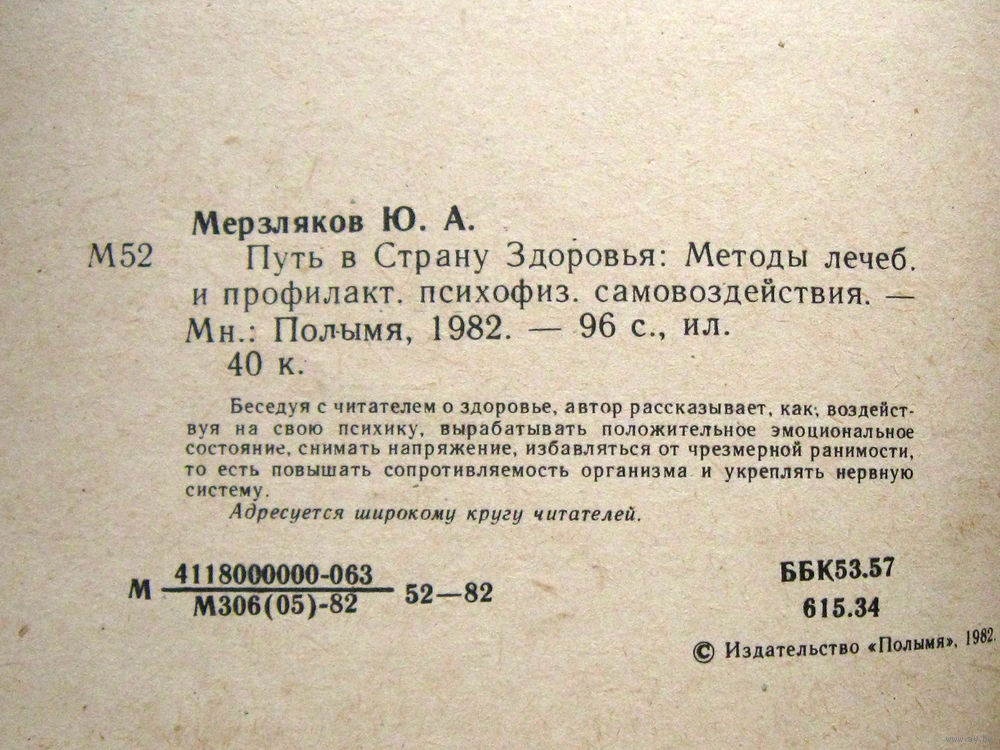 Мерзляков Ю. А.
М52 Путь в Страну Здоровья: Методы лечеб.
и профилакт. психофиз. самовоздействия. —
Мн.: Полымя, 1982. — 96 с., ил.
40 к.
Беседуя с читателем о здоровье, автор рассказывает, как, воздейст-
вуя на свою психику, вырабатывать положительное эмоциональное
состояние, снимать напряжение, избавляться от чрезмерной ранимости,
то есть повышать сопротивляемость организма и укреплять нервную
систему.
Адресуется широкому кругу читателей.
М 4118000000-063 52—82
М306(05)-82
ББК53.57
615.34
© Издательство «Полымя», 1982.
www.ay.by